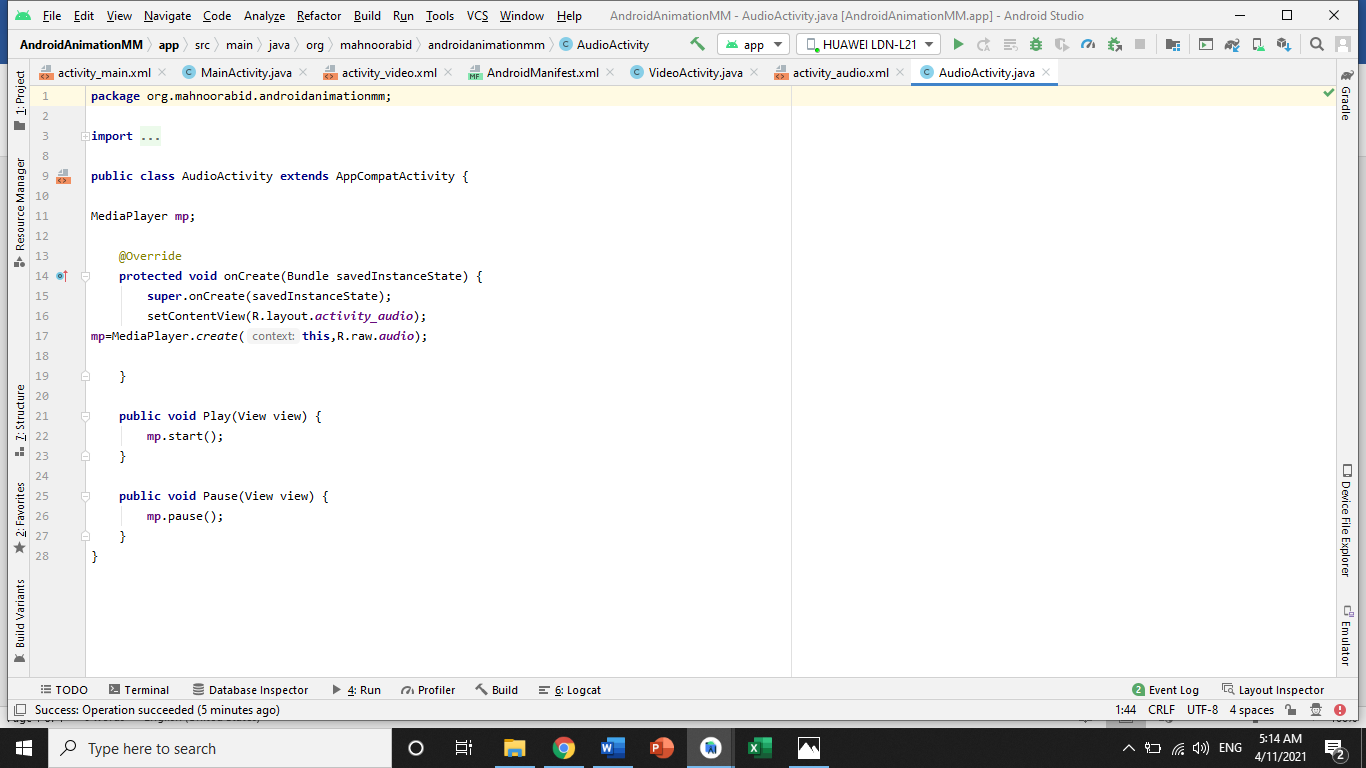 File Edit View Navigate Code Analyze Refactor Build Run Tools VCS Window Help AndroidAnimationMM - AudioActivity.java [AndroidAnimationMM.app] - Android Studio
AndroidAnimationMM app src main java org mahnoorabid androidanimationmm AudioActivity app HUAWEI LDN-L21
activity_main.xml MainActivity.java activity_video.xml AndroidManifest.xml VideoActivity.java activity_audio.xml AudioActivity.java
1: Project
Resource Manager
7: Structure
2: Favorites
Build Variants
1 package org.mahnoorabid.androidanimationmm;
2
3 import ...
8
9 public class AudioActivity extends AppCompatActivity {
10
11 MediaPlayer mp;
12
13 @Override
14 protected void onCreate(Bundle savedInstanceState) {
15 super.onCreate(savedInstanceState);
16 setContentView(R.layout.activity_audio);
17 mp=MediaPlayer.create( context: this,R.raw.audio);
18
19 }
20
21 public void Play(View view) {
22 mp.start();
23 }
24
25 public void Pause(View view) {
26 mp.pause();
27 }
28 }
Gradle
Device File Explorer
Emulator
TODO Terminal Database Inspector 4: Run Profiler Build 6: Logcat 2 Event Log Layout Inspector
Success: Operation succeeded (5 minutes ago) 1:44 CRLF UTF-8 4 spaces
Type here to search ENG 5:14 AM
4/11/2021 2